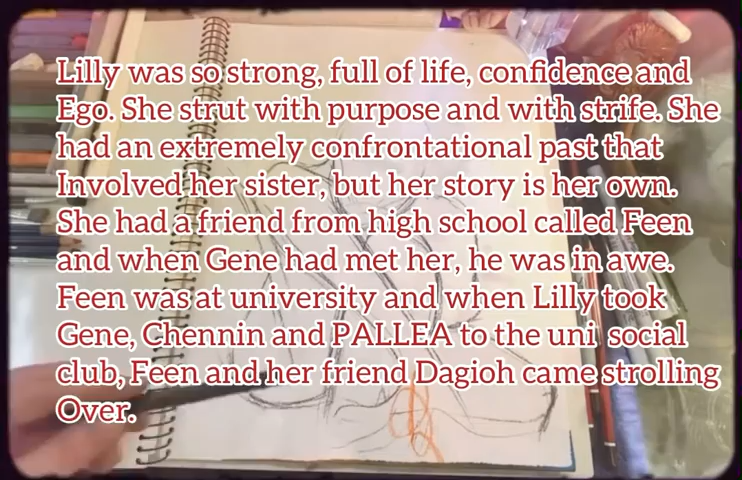 Lilly was so strong, full of life, confidence and
Ego. She strut with purpose and with strife. She
had an extremely confrontational past that
Involved her sister, but her story is her own.
She had a friend from high school called Feen
and when Gene had met her, he was in awe.
Feen was at university and when Lilly took
Gene, Chennin and PALLEA to the uni  social
club, Feen and her friend Dagioh came strolling
Over.